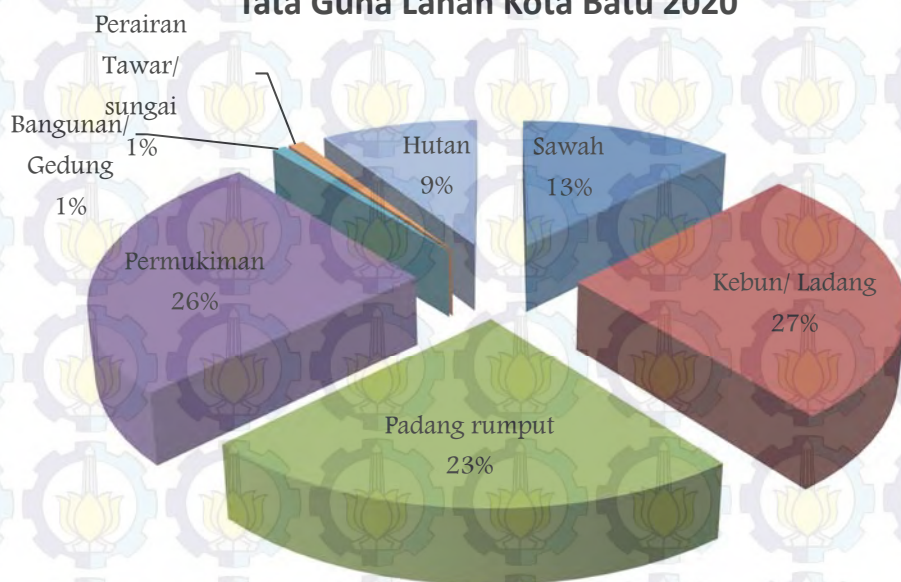 Tata Guna Lahan Kota Batu 2020
Perairan
Tawar/
sungai
1%
Bangunan/
Gedung
1%
Hutan
9%
Sawah
13%
Permukiman
26%
Kebun/ Ladang
27%
Padang rumput
23%